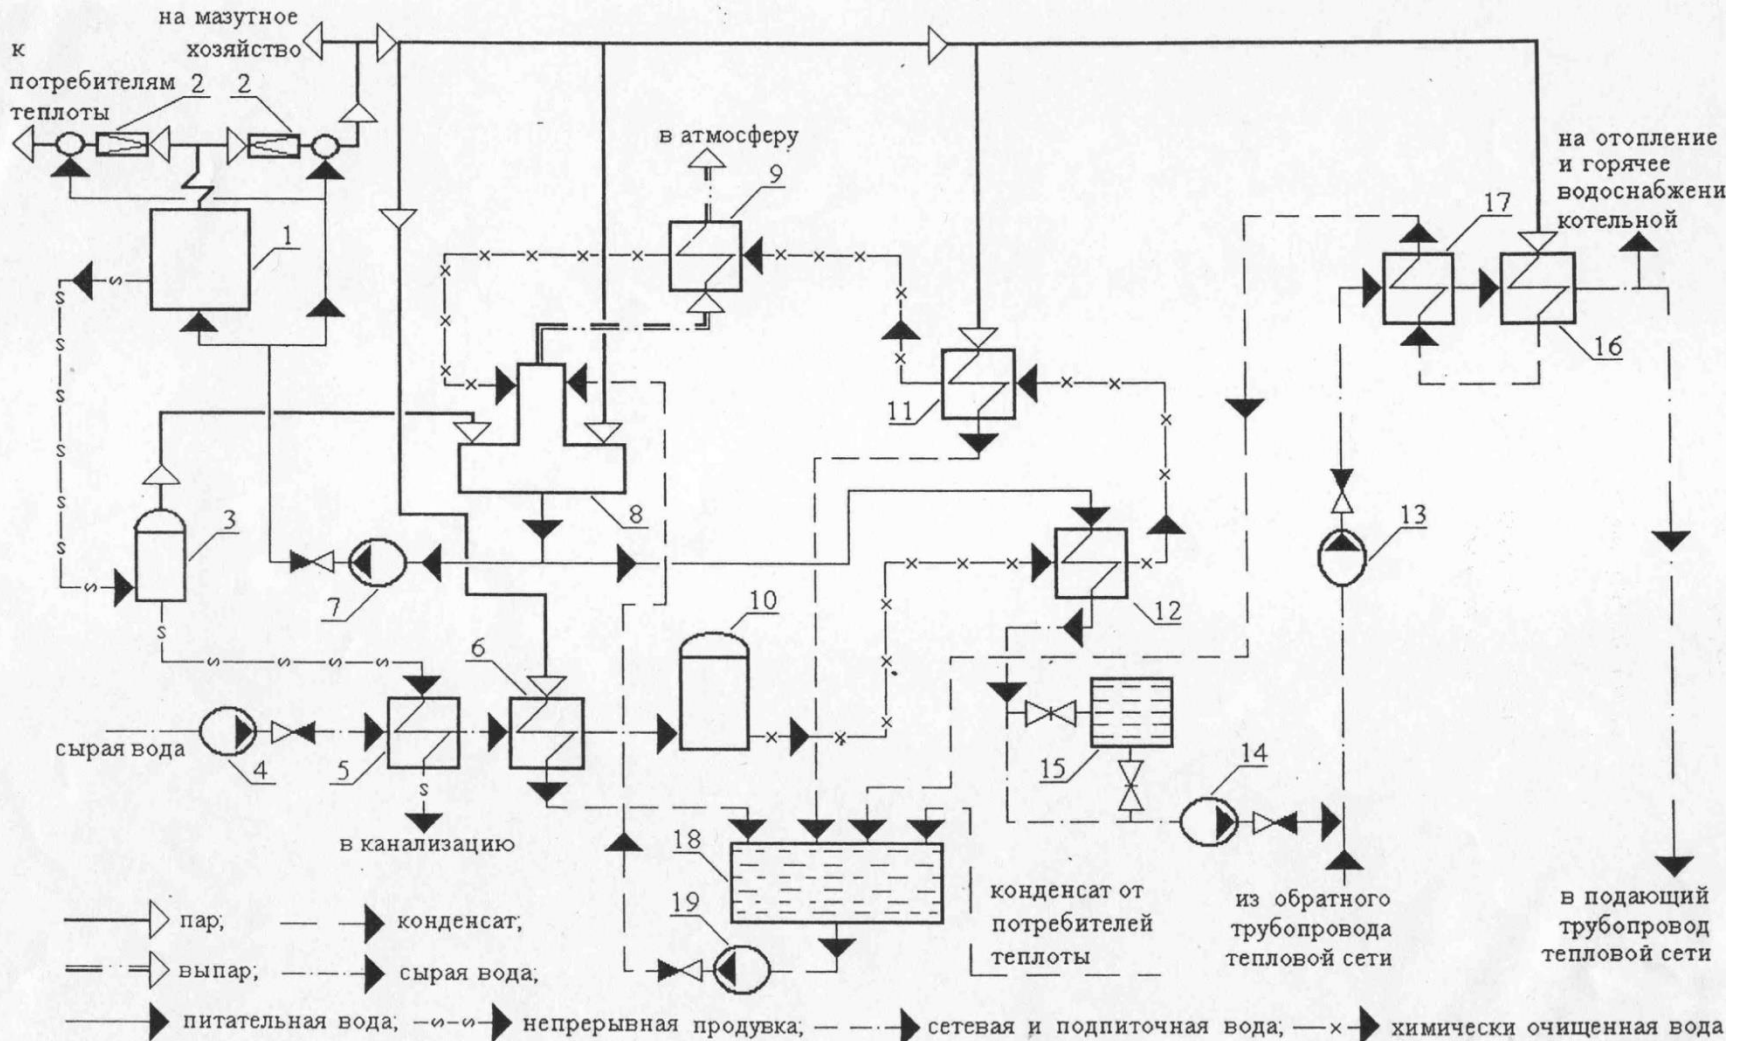 на мазутное
хозяйство
к
потребителям
теплоты
2 2
в атмосферу
на отопление
и горячее
водоснабжени
котельной
9
17
1
16
11
8
3
13
7
12
10
6
сырая вода
4
5
15
14
в канализацию
18
19
конденсат от
потребителей
теплоты
из обратного
трубопровода
тепловой сети
в подающий
трубопровод
тепловой сети
пар;
конденсат;
выпар;
сырая вода;
питательная вода;
непрерывная продувка;
сетевая и подпиточная вода;
химически очищенная вода
s s s s s s s s s s s s s
x x x x x x x x x x x x x x x x x x x x x x x